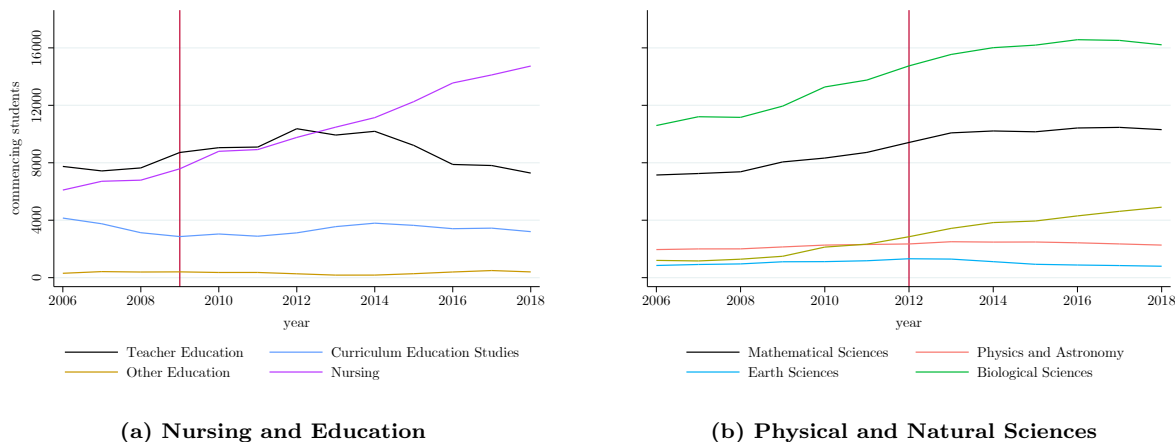 commencing students
16000
12000
8000
4000
0
2006 2008 2010 2012 2014 2016 2018
year
Teacher Education Curriculum Education Studies
Other Education Nursing
(a) Nursing and Education
2006 2008 2010 2012 2014 2016 2018
year
Mathematical Sciences Physics and Astronomy
Earth Sciences Biological Sciences
(b) Physical and Natural Sciences